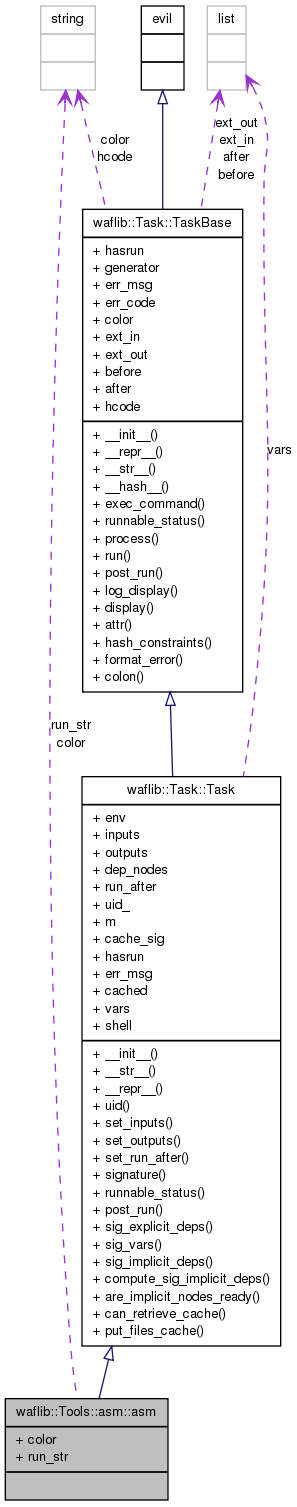 string
evil
list
color
hcode
ext_out
ext_in
after
before
waflib::Task::TaskBase
+ hasrun
+ generator
+ err_msg
+ err_code
+ color
+ ext_in
+ ext_out
+ before
+ after
+ hcode
+ __init__()
+ __repr__()
+ __str__()
+ __hash__()
+ exec_command()
+ runnable_status()
+ process()
+ run()
+ post_run()
+ log_display()
+ display()
+ attr()
+ hash_constraints()
+ format_error()
+ colon()
vars
run_str
color
waflib::Task::Task
+ env
+ inputs
+ outputs
+ dep_nodes
+ run_after
+ uid_
+ m
+ cache_sig
+ hasrun
+ err_msg
+ cached
+ vars
+ shell
+ __init__()
+ __str__()
+ __repr__()
+ uid()
+ set_inputs()
+ set_outputs()
+ set_run_after()
+ signature()
+ runnable_status()
+ post_run()
+ sig_explicit_deps()
+ sig_vars()
+ sig_implicit_deps()
+ compute_sig_implicit_deps()
+ are_implicit_nodes_ready()
+ can_retrieve_cache()
+ put_files_cache()
waflib::Tools::asm::asm
+ color
+ run_str